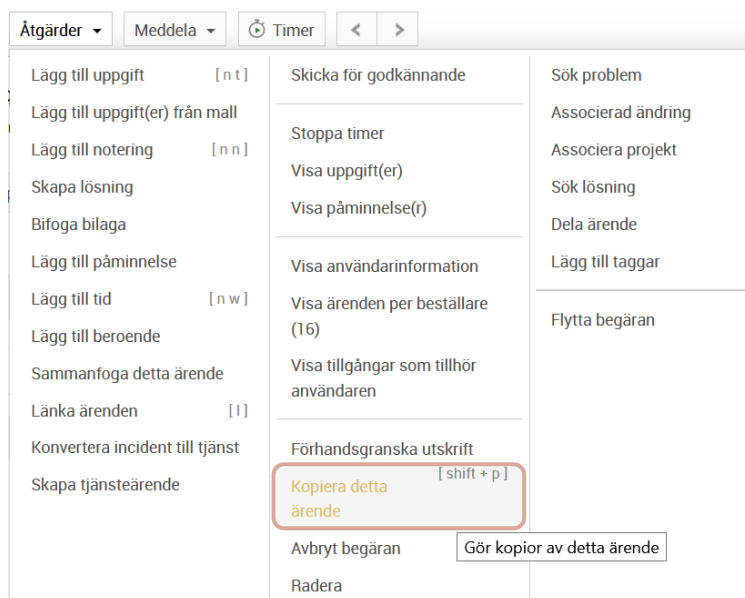 Åtgärder
Meddela
Timer
<
>
Lägg till uppgift [ n t ]
Lägg till uppgift(er) från mall
Lägg till notering [ n n ]
Skapa lösning
Bifoga bilaga
Lägg till påminnelse
Lägg till tid [ n w ]
Lägg till beroende
Sammanfoga detta ärende
Länka ärenden [ l ]
Konvertera incident till tjänst
Skapa tjänsteärende
Skicka för godkännande
Stoppa timer
Visa uppgift(er)
Visa påminnelse(r)
Visa användarinformation
Visa ärenden per beställare
(16)
Visa tillgångar som tillhör
användaren
Förhandsgranska utskrift
[ shift + p ]
Kopiera detta
ärende
Avbryt begäran
Gör kopior av detta ärende
Radera
Sök problem
Associerad ändring
Associera projekt
Sök lösning
Dela ärende
Lägg till taggar
Flytta begäran